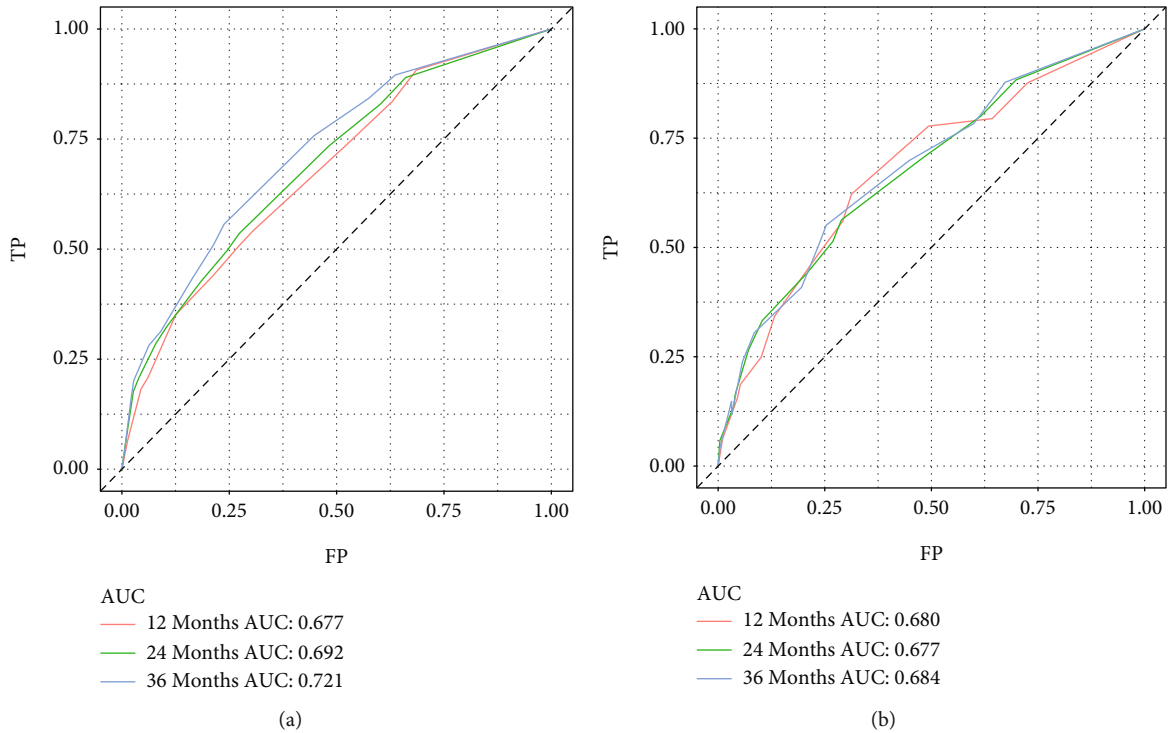 1.00
0.75
0.50
0.25
0.00
TP
0.00 0.25 0.50 0.75 1.00
FP
AUC
12 Months AUC: 0.677
24 Months AUC: 0.692
36 Months AUC: 0.721
(a)
1.00
0.75
0.50
0.25
0.00
TP
0.00 0.25 0.50 0.75 1.00
FP
AUC
12 Months AUC: 0.680
24 Months AUC: 0.677
36 Months AUC: 0.684
(b)